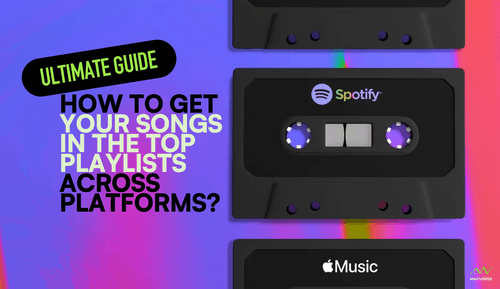 ULTIMATE GUIDE
HOW TO GET
YOUR SONGS
IN THE TOP
PLAYLISTS
ACROSS
PLATFORMS?
Spotify
Music